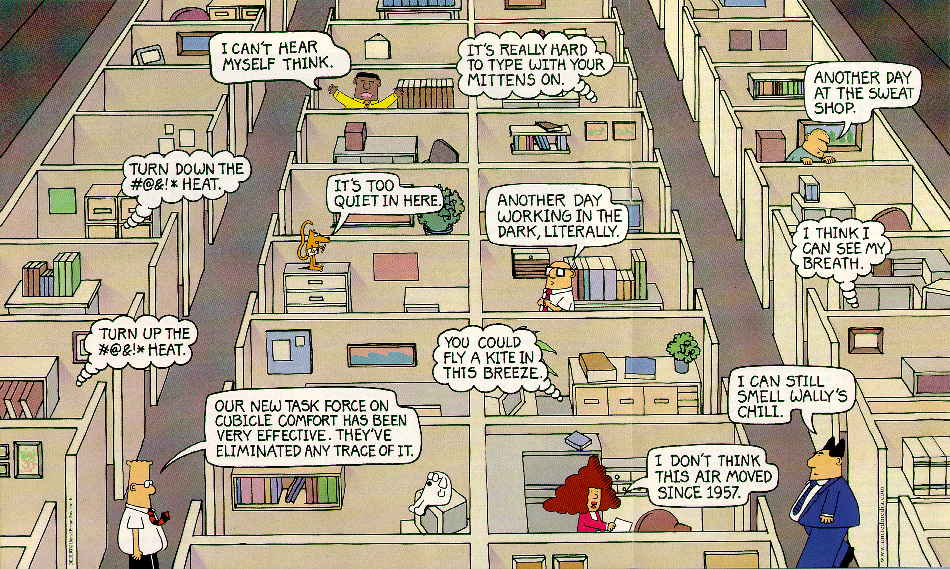 I CAN'T HEAR
MYSELF THINK.
IT'S REALLY HARD
TO TYPE WITH YOUR
MITTENS ON.
ANOTHER DAY
AT THE SWEAT
SHOP.
TURN DOWN THE
#@&!* HEAT.
IT'S TOO
QUIET IN HERE.
ANOTHER DAY
WORKING IN THE
DARK, LITERALLY.
I THINK I
CAN SEE MY
BREATH.
TURN UP THE
#@&!* HEAT.
YOU COULD
FLY A KITE IN
THIS BREEZE.
I CAN STILL
SMELL WALLY'S
CHILI.
OUR NEW TASK FORCE ON
CUBICLE COMFORT HAS BEEN
VERY EFFECTIVE. THEY'VE
ELIMINATED ANY TRACE OF IT.
I DON'T THINK
THIS AIR MOVED
SINCE 1957.